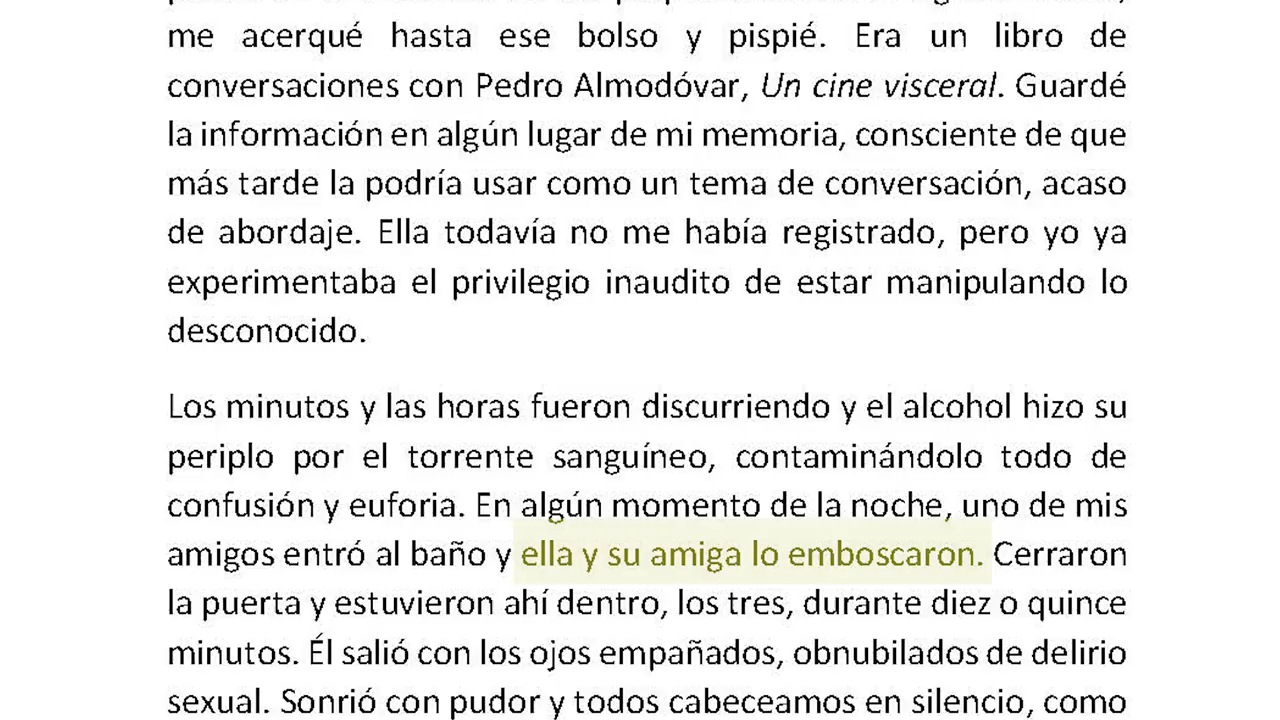 me acerqué hasta ese bolso y pispié. Era un libro de
conversaciones con Pedro Almodóvar, Un cine visceral. Guardé
la información en algún lugar de mi memoria, consciente de que
más tarde la podría usar como un tema de conversación, acaso
de abordaje. Ella todavía no me había registrado, pero yo ya
experimentaba el privilegio inaudito de estar manipulando lo
desconocido.
Los minutos y las horas fueron discurriendo y el alcohol hizo su
periplo por el torrente sanguíneo, contaminándolo todo de
confusión y euforia. En algún momento de la noche, uno de mis
amigos entró al baño y ella y su amiga lo emboscaron. Cerraron
la puerta y estuvieron ahí dentro, los tres, durante diez o quince
minutos. Él salió con los ojos empañados, obnubilados de delirio
sexual. Sonrió con pudor y todos cabeceamos en silencio, como